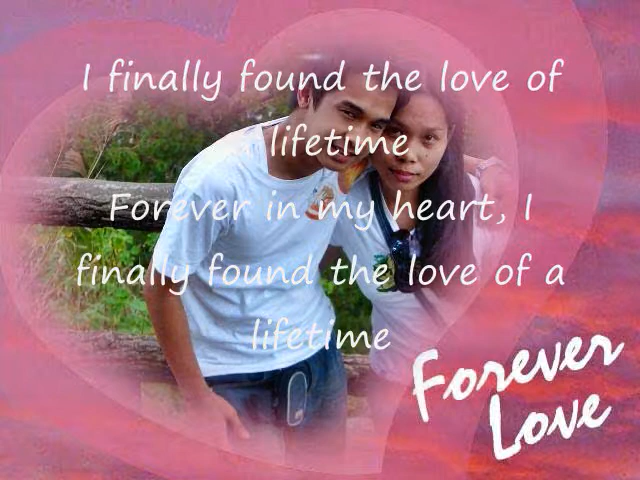 I finally found the love of
a lifetime
Forever in my heart, I
finally found the love of a
lifetime
Forever
Love